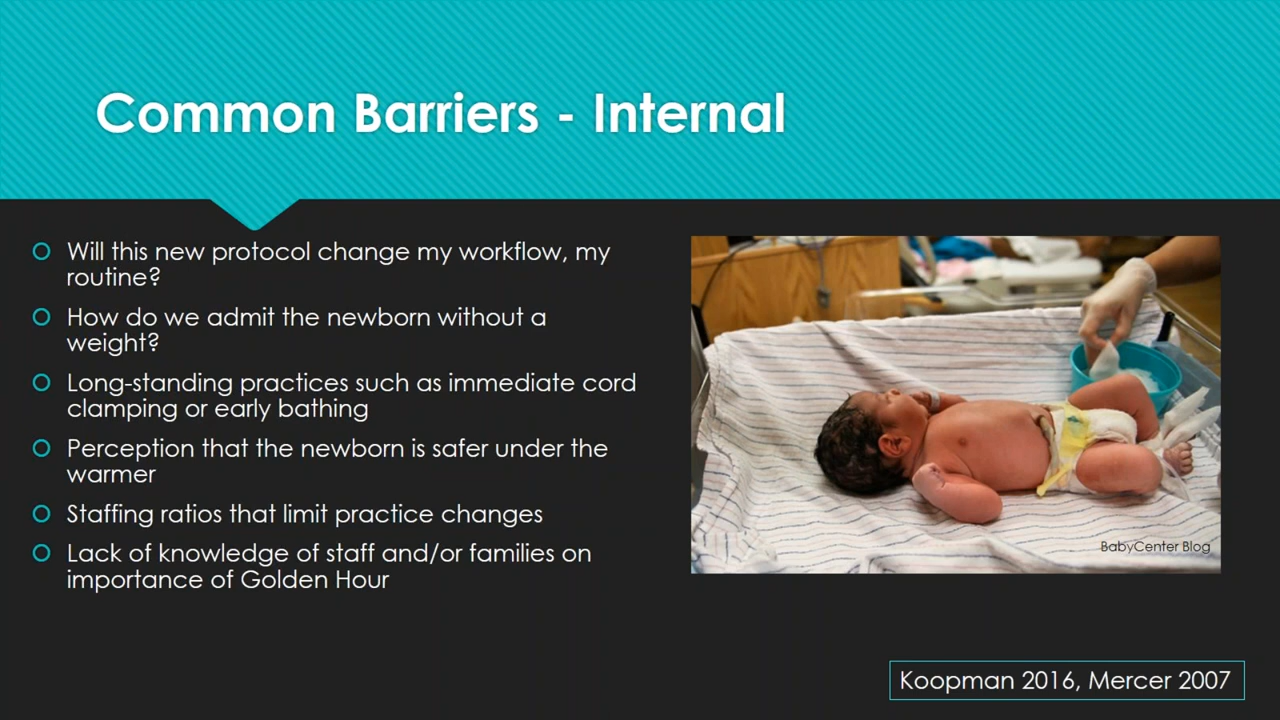 Common Barriers - Internal
Will this new protocol change my workflow, my
routine?
How do we admit the newborn without a
weight?
Long-standing practices such as immediate cord
clamping or early bathing
Perception that the newborn is safer under the
warmer
Staffing ratios that limit practice changes
Lack of knowledge of staff and/or families on
importance of Golden Hour
BabyCenter Blog
Koopman 2016, Mercer 2007